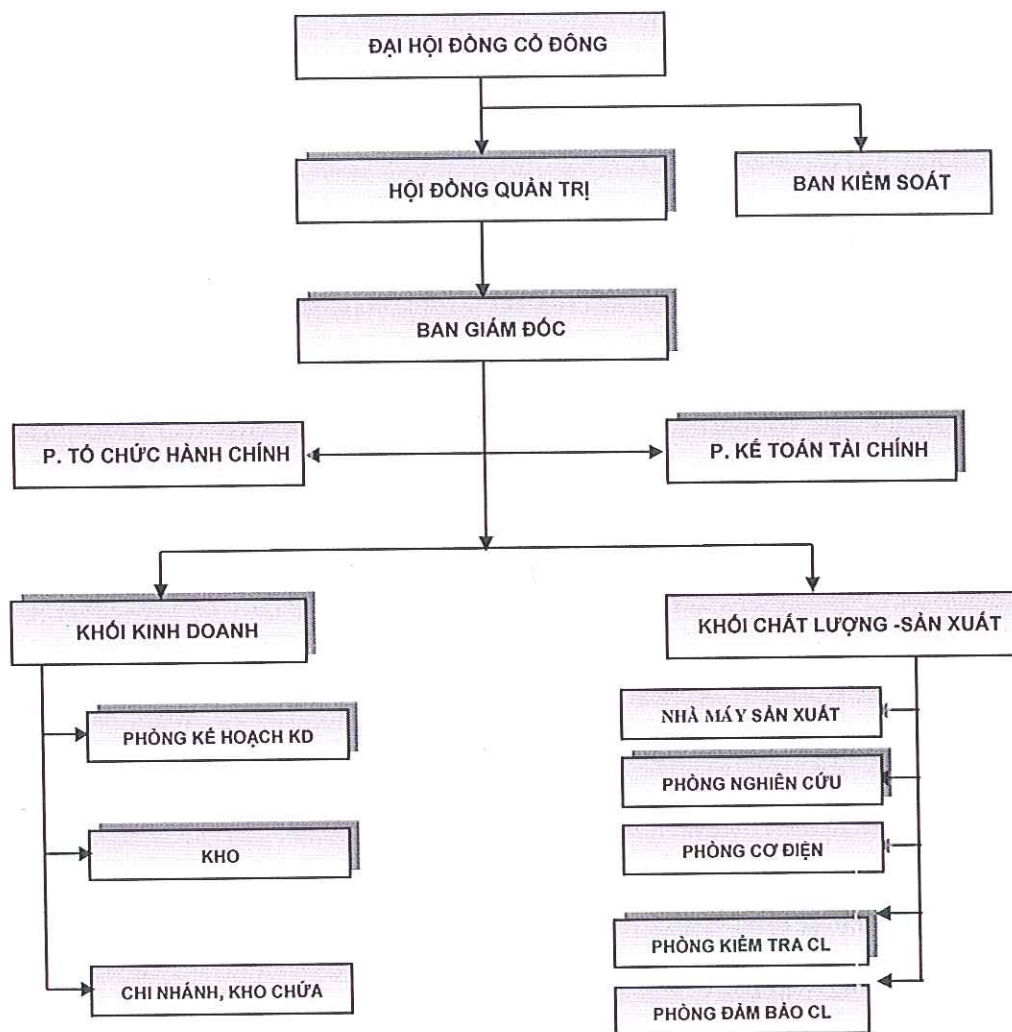 ĐẠI HỘI ĐỒNG CỔ ĐÔNG
HỘI ĐỒNG QUẢN TRỊ
BAN KIỂM SOÁT
BAN GIÁM ĐỐC
P. TỔ CHỨC HÀNH CHÍNH
P. KẾ TOÁN TÀI CHÍNH
KHỐI KINH DOANH
KHỐI CHẤT LƯỢNG -SẢN XUẤT
PHÒNG KẾ HOẠCH KD
KHO
CHI NHÁNH, KHO CHỨA
NHÀ MÁY SẢN XUẤT
PHÒNG NGHIÊN CỨU
PHÒNG CƠ ĐIỆN
PHÒNG KIỂM TRA CL
PHÒNG ĐẢM BẢO CL